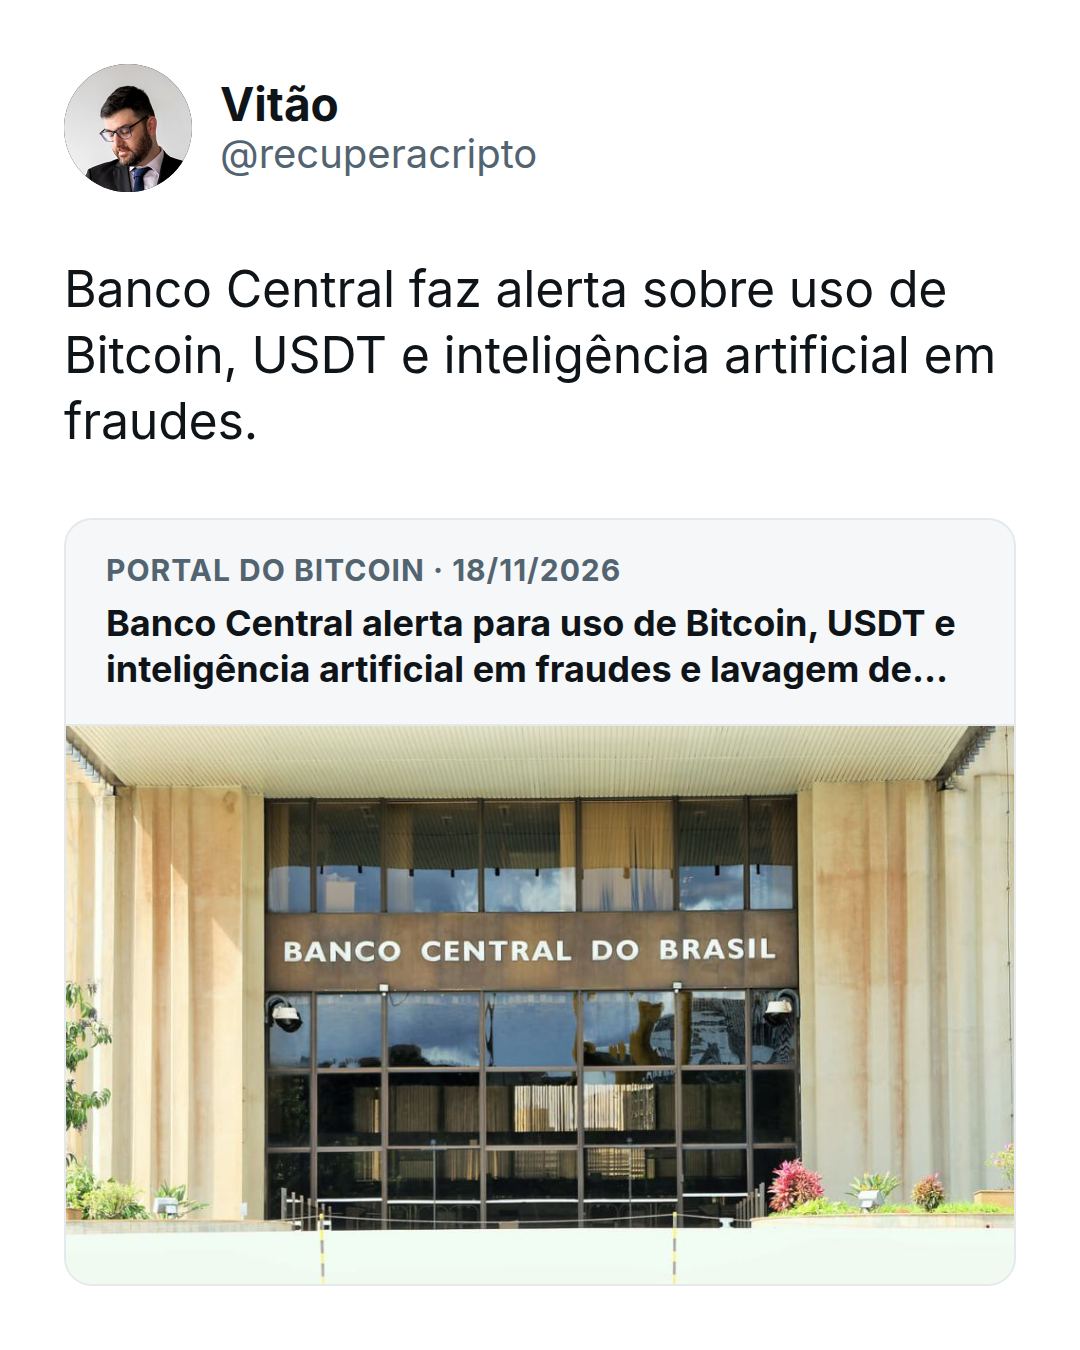 Vitão
@recuperacripto
Banco Central faz alerta sobre uso de
Bitcoin, USDT e inteligência artificial em
fraudes.
PORTAL DO BITCOIN · 18/11/2026
Banco Central alerta para uso de Bitcoin, USDT e
inteligência artificial em fraudes e lavagem de...
BANCO CENTRAL DO BRASIL